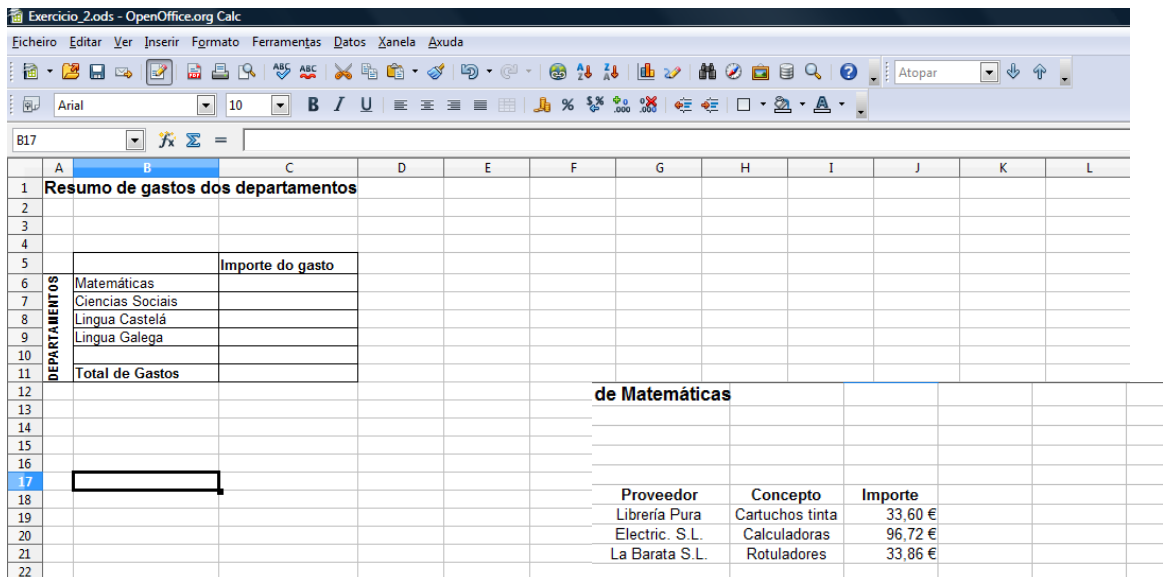 Exercicio_2.ods - OpenOffice.org Calc
Ficheiro Editar Ver Inserir Formato Ferramentas Datos Xanela Axuda
Atopar
Arial 10 B I U
B17 fx Σ =
A B C D E F G H I J K L
1 Resumo de gastos dos departamentos
2
3
4
5 Importe do gasto
DEPARTAMENTOS
6 Matemáticas
7 Ciencias Sociais
8 Lingua Castelá
9 Lingua Galega
10
11 Total de Gastos
12 de Matemáticas
13
14
15
16
17
18 Proveedor Concepto Importe
19 Librería Pura Cartuchos tinta 33,60 €
20 Electric. S.L. Calculadoras 96,72 €
21 La Barata S.L. Rotuladores 33,86 €
22